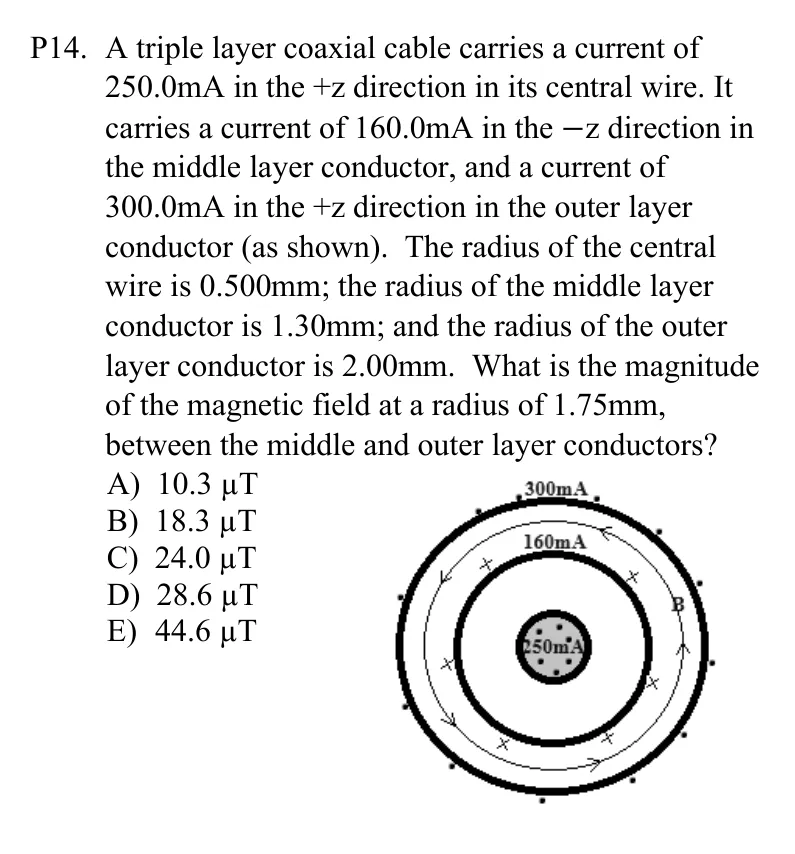 P14. A triple layer coaxial cable carries a current of
250.0mA in the +z direction in its central wire. It
carries a current of 160.0mA in the −z direction in
the middle layer conductor, and a current of
300.0mA in the +z direction in the outer layer
conductor (as shown). The radius of the central
wire is 0.500mm; the radius of the middle layer
conductor is 1.30mm; and the radius of the outer
layer conductor is 2.00mm. What is the magnitude
of the magnetic field at a radius of 1.75mm,
between the middle and outer layer conductors?
A) 10.3 μT
B) 18.3 μT
C) 24.0 μT
D) 28.6 μT
E) 44.6 μT
300mA
160mA
B
250mA